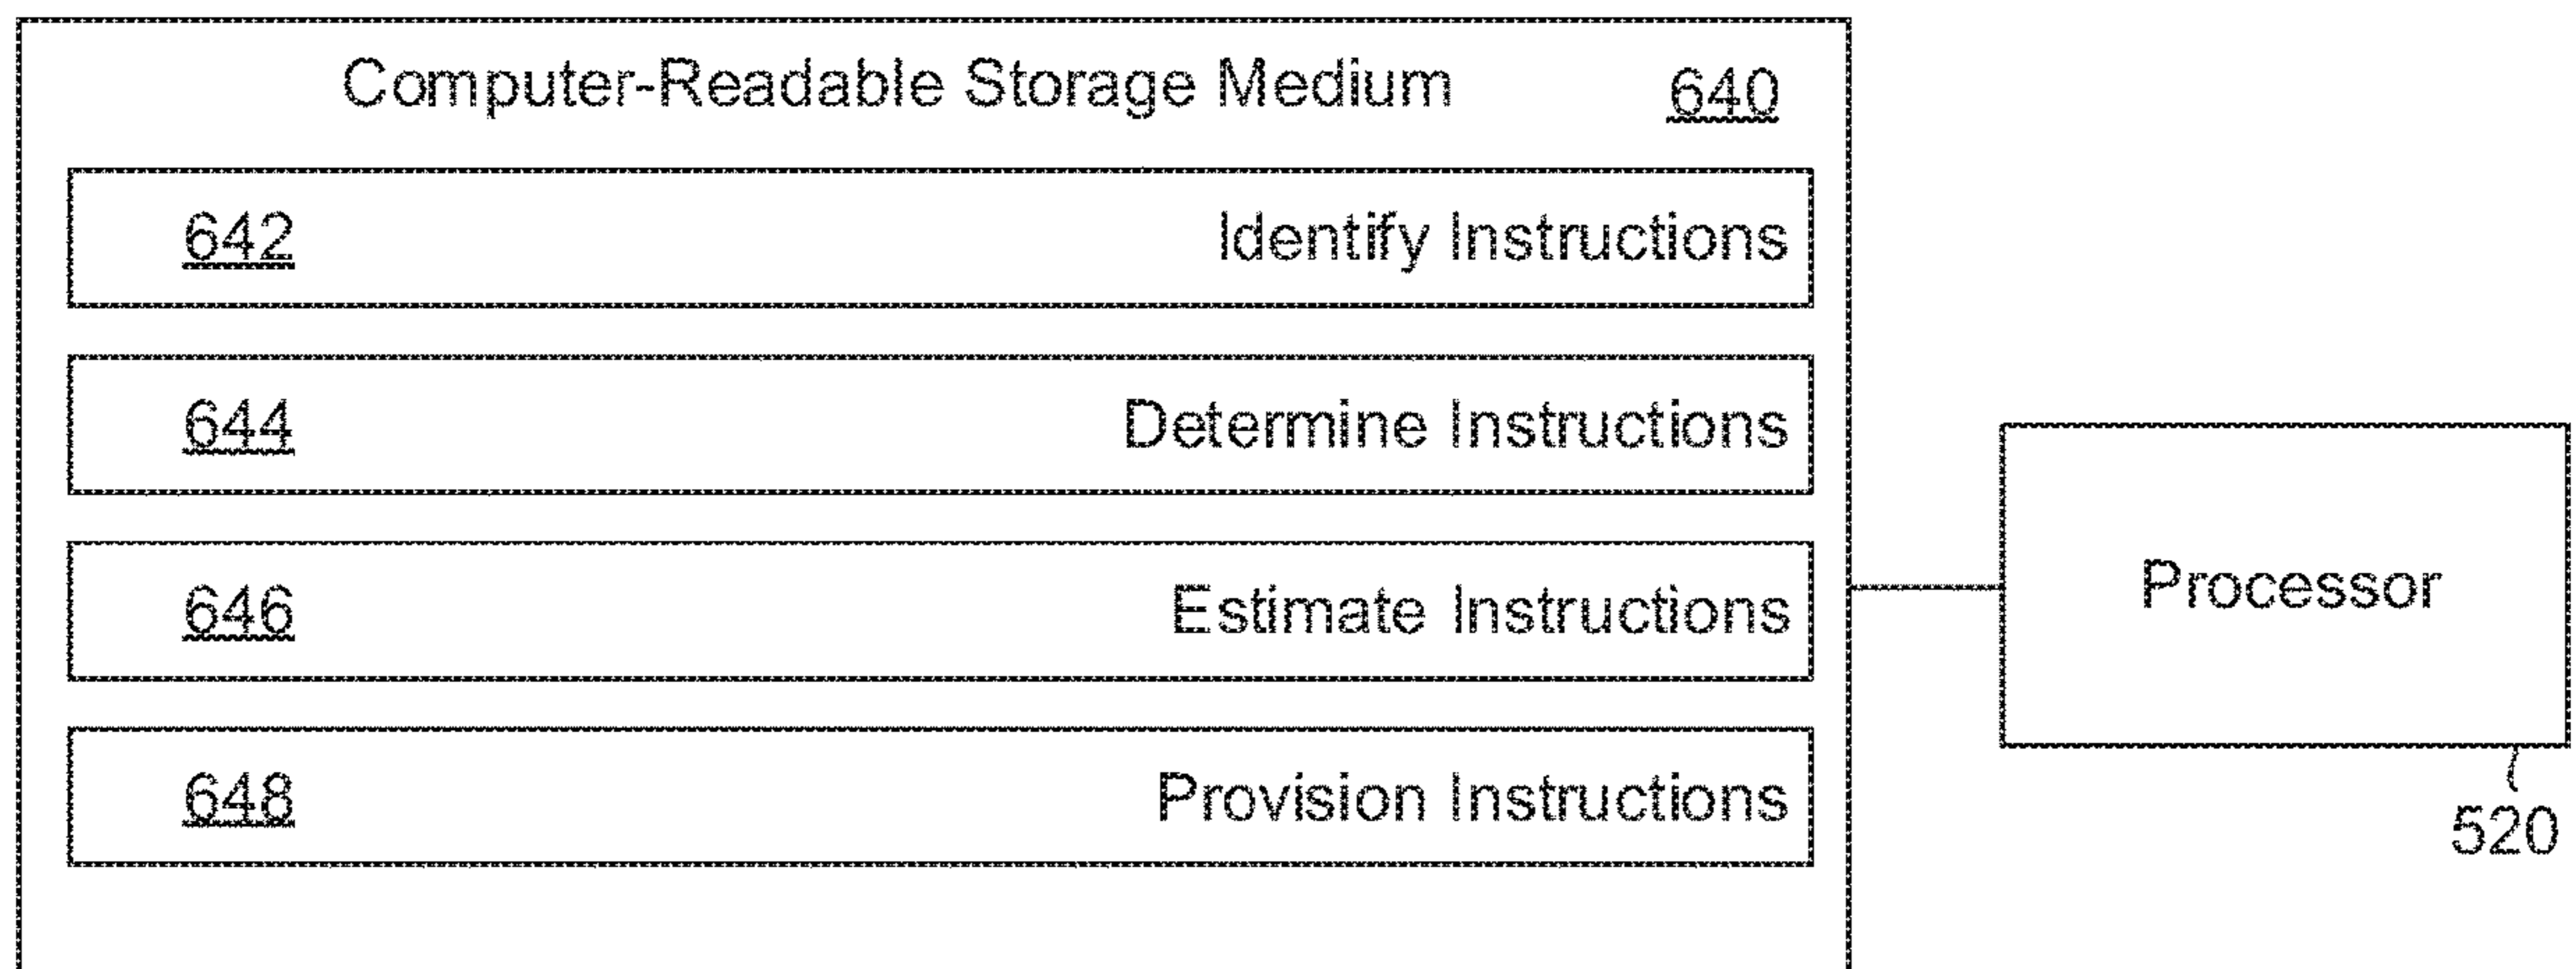 Computer-Readable Storage Medium 640
642 Identify Instructions
644 Determine Instructions
646 Estimate Instructions
648 Provision Instructions
Processor
520